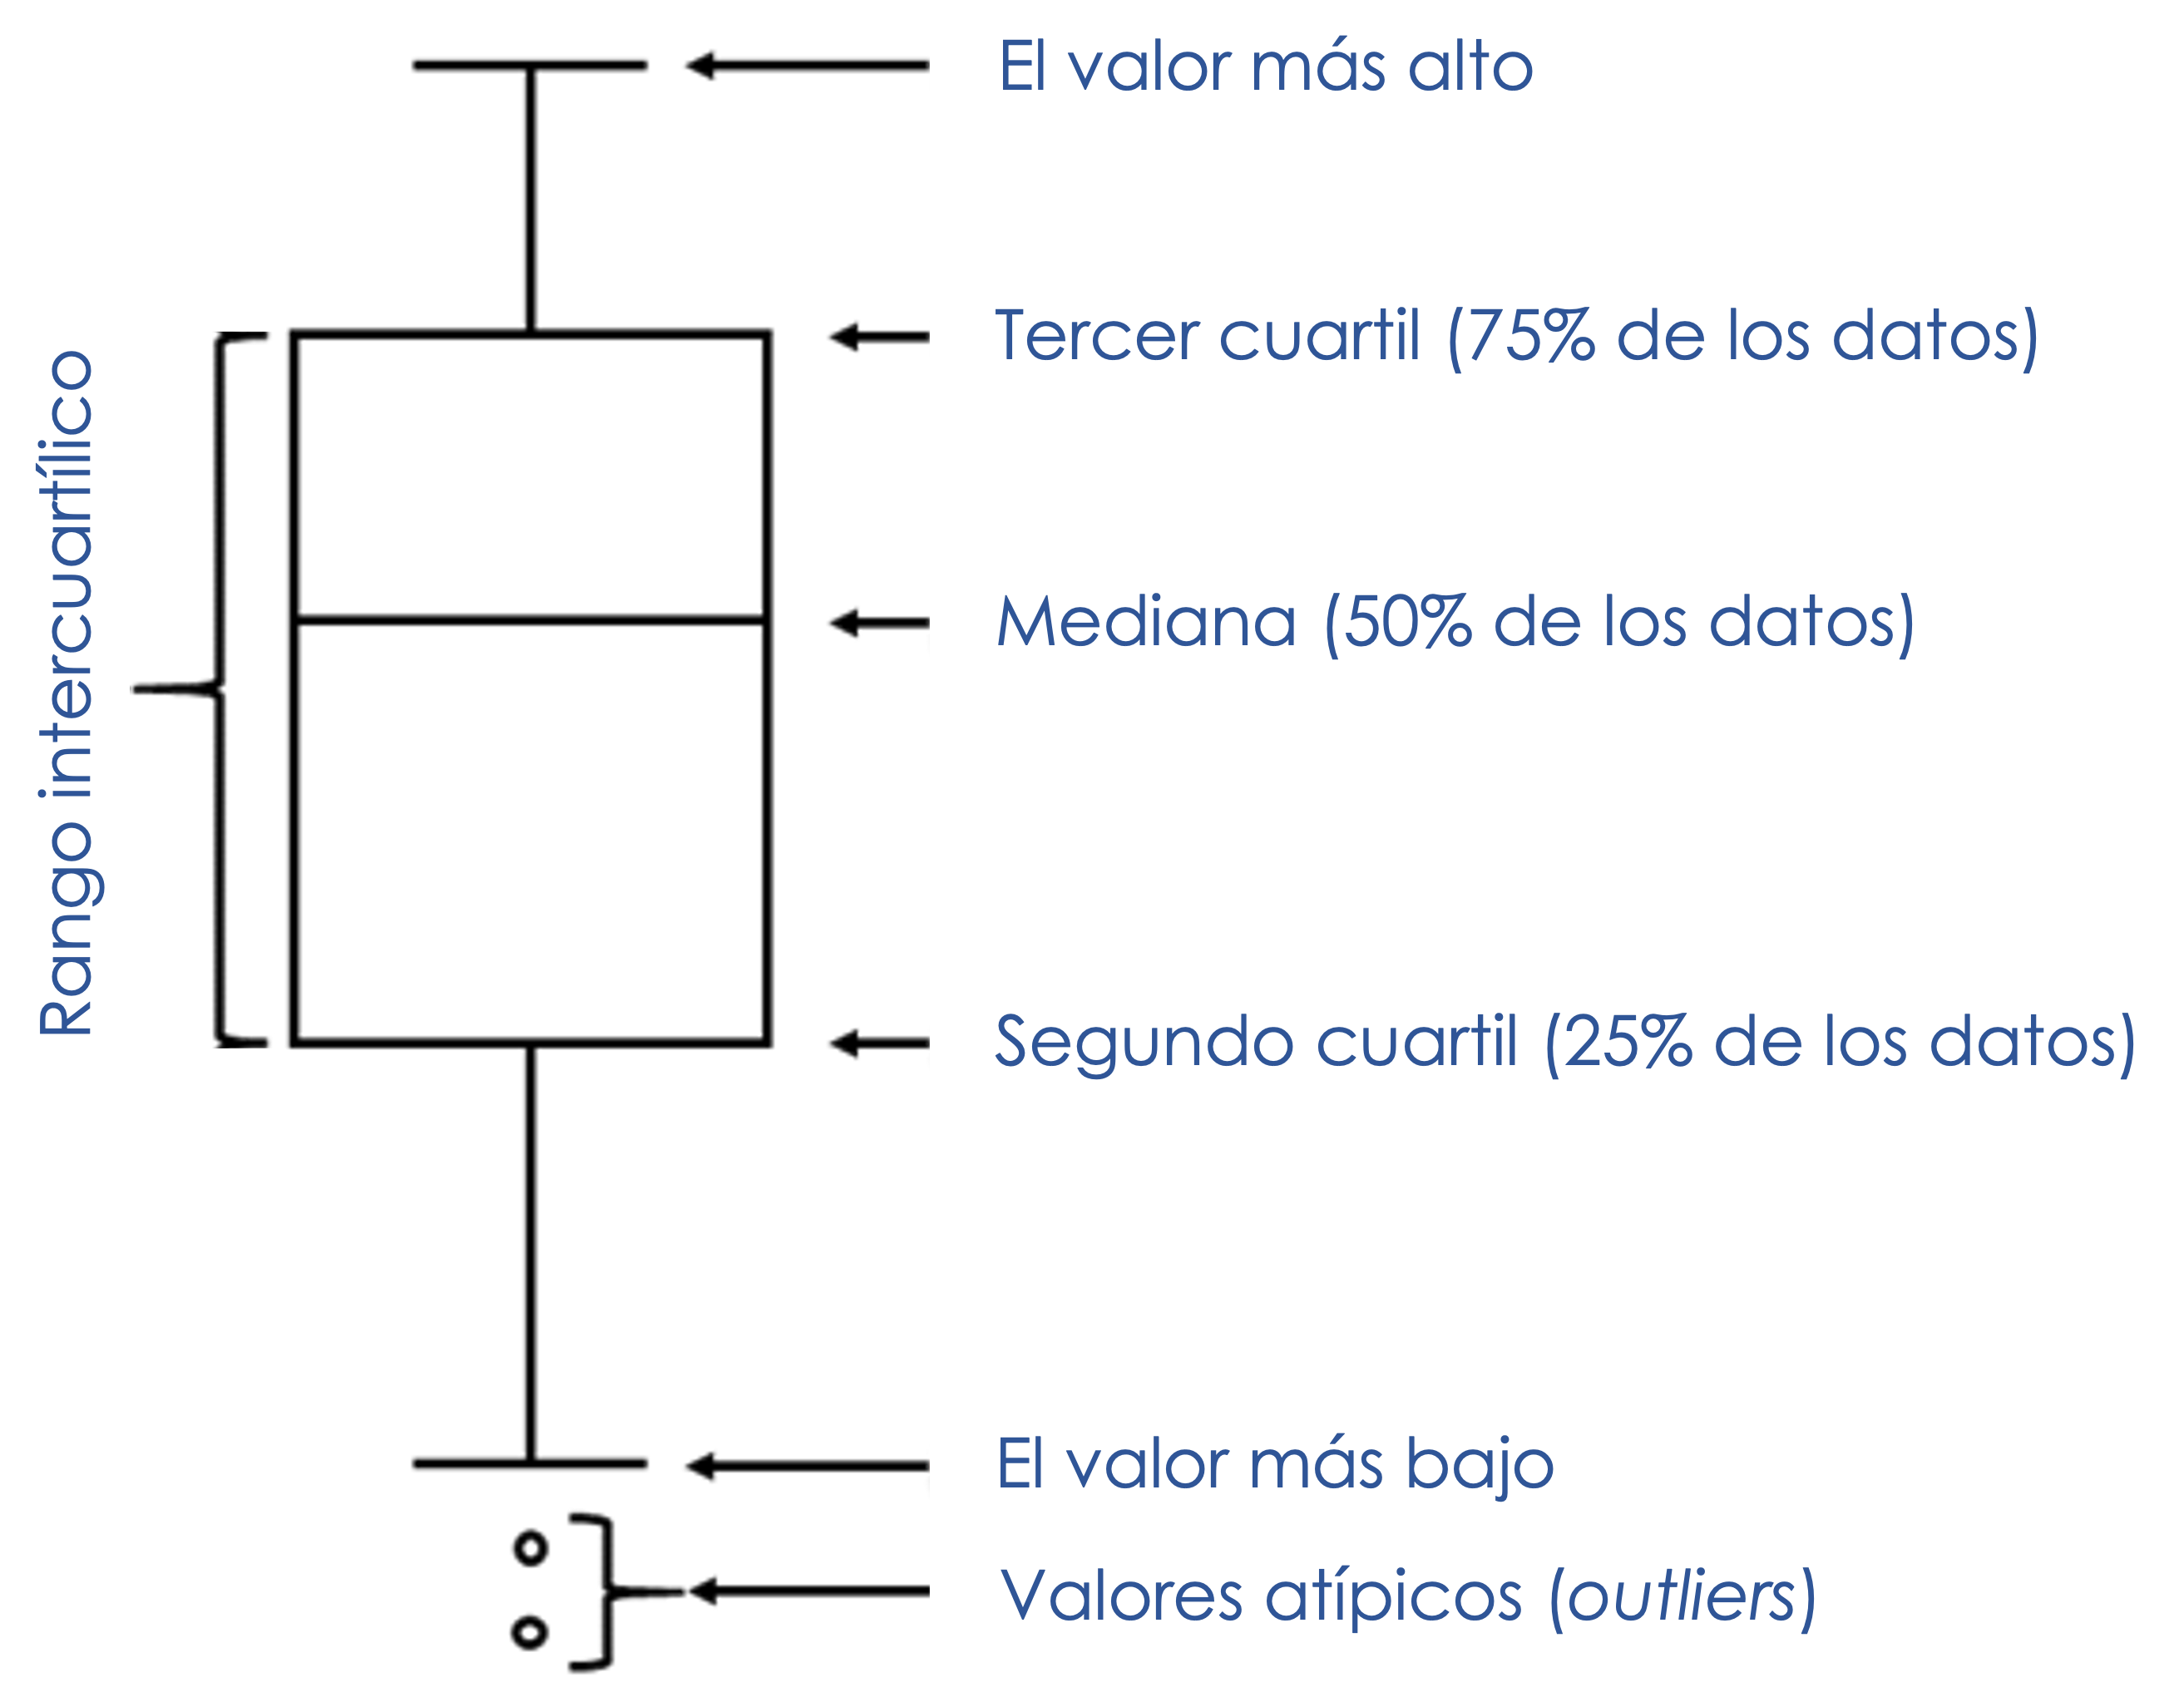 El valor más alto
Tercer cuartil (75% de los datos)
Rango intercuartílico
Mediana (50% de los datos)
Segundo cuartil (25% de los datos)
El valor más bajo
Valores atípicos (outliers)